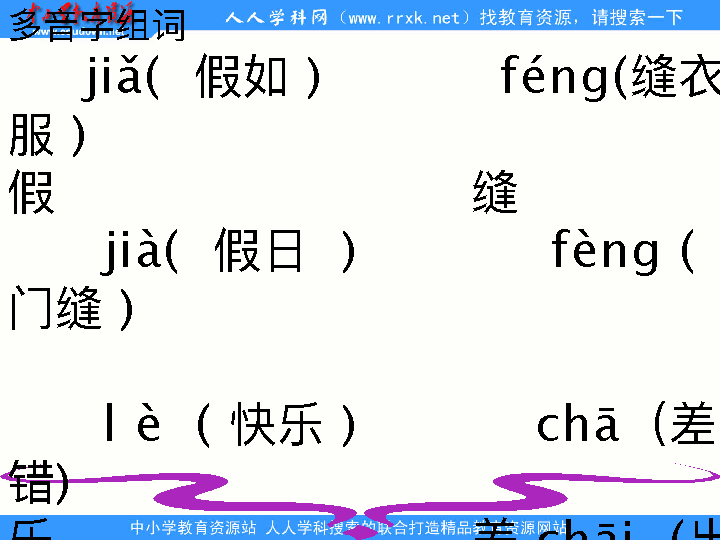 多音字组词
人人学科网（www.rrxk.net）找教育资源，请搜索一下
jiǎ( 假如 ) féng(缝衣
服 )
假 缝
jià( 假日 ) fèng (
门缝 )
l è ( 快乐 ) chā (差
错)
中小学教育资源站 人人学科搜索的联合打造精品教育资源网站
乐 差 chāi (出